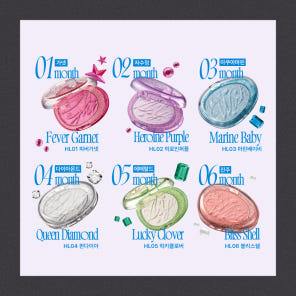 01 month 가넷
Fever Garnet
HL01 피버가넷
02 month 자수정
Heroine Purple
HL02 히로인퍼플
03 month 아쿠아마린
Marine Baby
HL03 마린베이비
04 month 다이아몬드
Queen Diamond
HL04 퀸다이아
05 month 에메랄드
Lucky Clover
HL05 럭키클로버
06 month 진주
Bliss Shell
HL06 블리스쉘